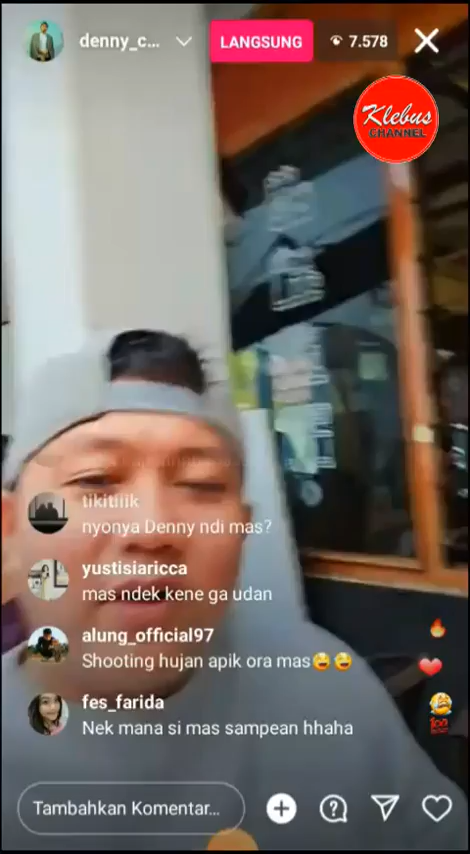 denny_c...
LANGSUNG
7.578
Klebus
CHANNEL
tikitiiik
nyonya Denny ndi mas?
yustisiaricca
mas ndek kene ga udan
alung_official97
Shooting hujan apik ora mas😂😂
fes_farida
Nek mana si mas sampean hhaha
Tambahkan Komentar...